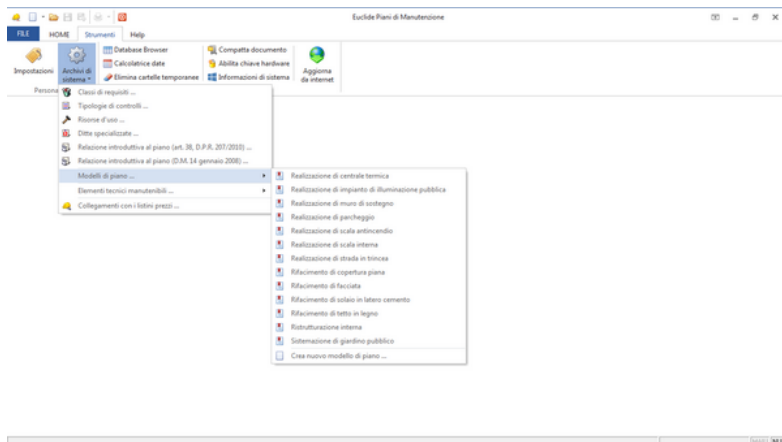 Euclide Piani di Manutenzione
FILE HOME Strumenti Help
Impostazioni
Archivi di sistema
Database Browser
Calcolatrice date
Elimina cartelle temporanee
Compatta documento
Abilita chiave hardware
Informazioni di sistema
Aggiorna da internet
Persona
Classi di requisiti ...
Tipologie di controlli ...
Risorse d'uso ...
Ditte specializzate ...
Relazione introduttiva al piano (art. 38, D.P.R. 207/2010) ...
Relazione introduttiva al piano (D.M. 14 gennaio 2008) ...
Modelli di piano ...
Elementi tecnici manutenibili ...
Collegamenti con i listini prezzi ...
Realizzazione di centrale termica
Realizzazione di impianto di illuminazione pubblica
Realizzazione di muro di sostegno
Realizzazione di parcheggio
Realizzazione di scala antincendio
Realizzazione di scala interna
Realizzazione di strada in trincea
Rifacimento di copertura piana
Rifacimento di facciata
Rifacimento di solaio in latero cemento
Rifacimento di tetto in legno
Ristrutturazione interna
Sistemazione di giardino pubblico
Crea nuovo modello di piano ...